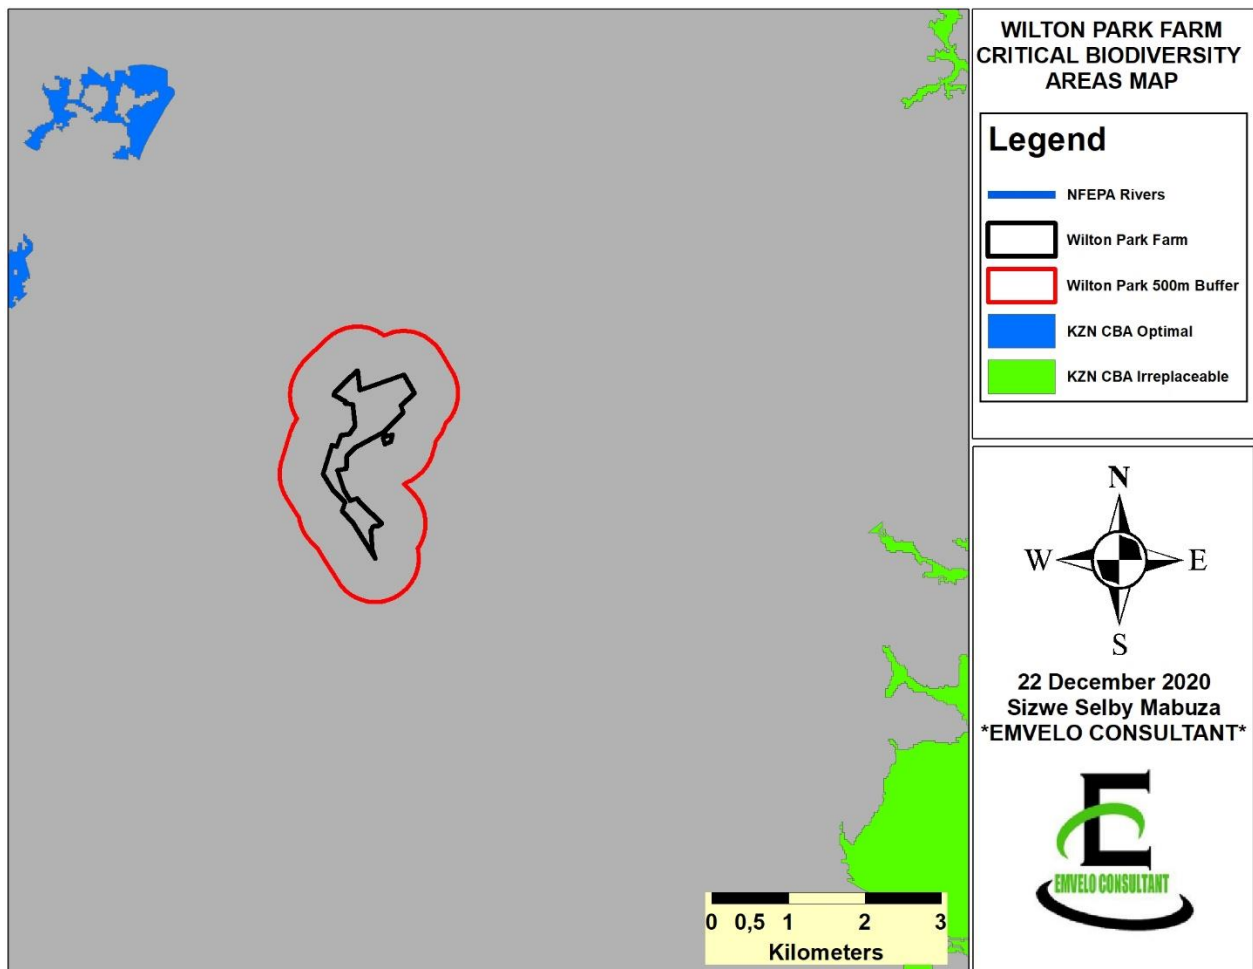 WILTON PARK FARM
CRITICAL BIODIVERSITY
AREAS MAP
Legend
NFEPA Rivers
Wilton Park Farm
Wilton Park 500m Buffer
KZN CBA Optimal
KZN CBA Irreplaceable
N
W E
S
22 December 2020
Sizwe Selby Mabuza
*EMVELO CONSULTANT*
E
EMVELO CONSULTANT
0 0,5 1 2 3
Kilometers